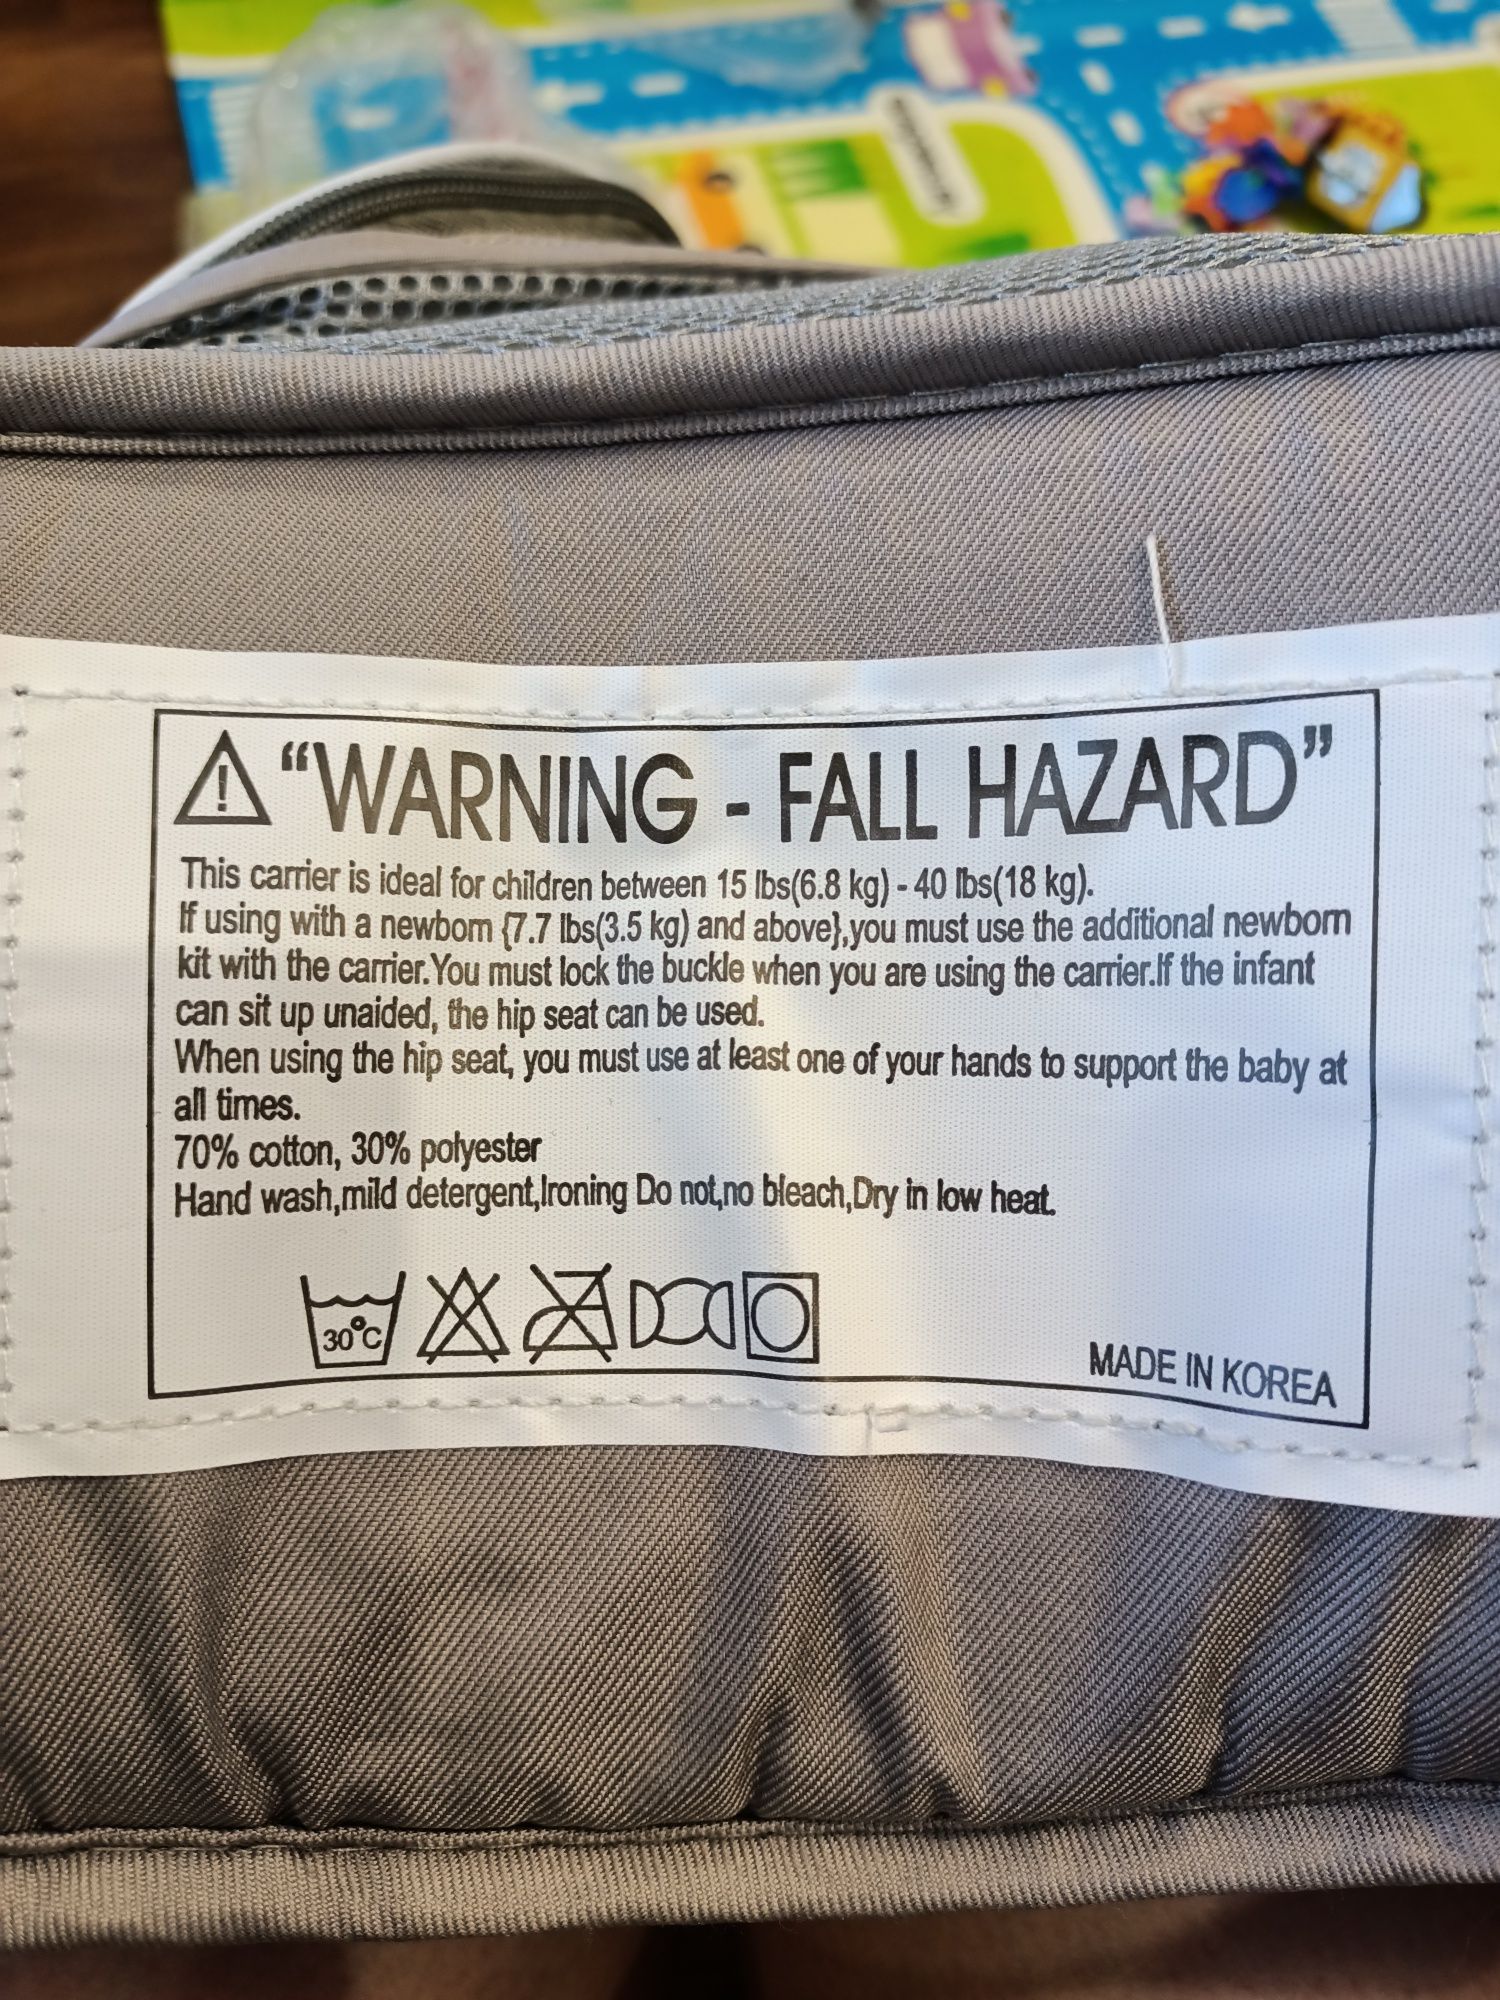 "WARNING - FALL HAZARD"
This carrier is ideal for children between 15 lbs(6.8 kg) - 40 lbs(18 kg).
If using with a newborn {7.7 lbs(3.5 kg) and above},you must use the additional newborn
kit with the carrier.You must lock the buckle when you are using the carrier.If the infant
can sit up unaided, the hip seat can be used.
When using the hip seat, you must use at least one of your hands to support the baby at
all times.
70% cotton, 30% polyester
Hand wash,mild detergent,Ironing Do not,no bleach,Dry in low heat.
30°C
MADE IN KOREA